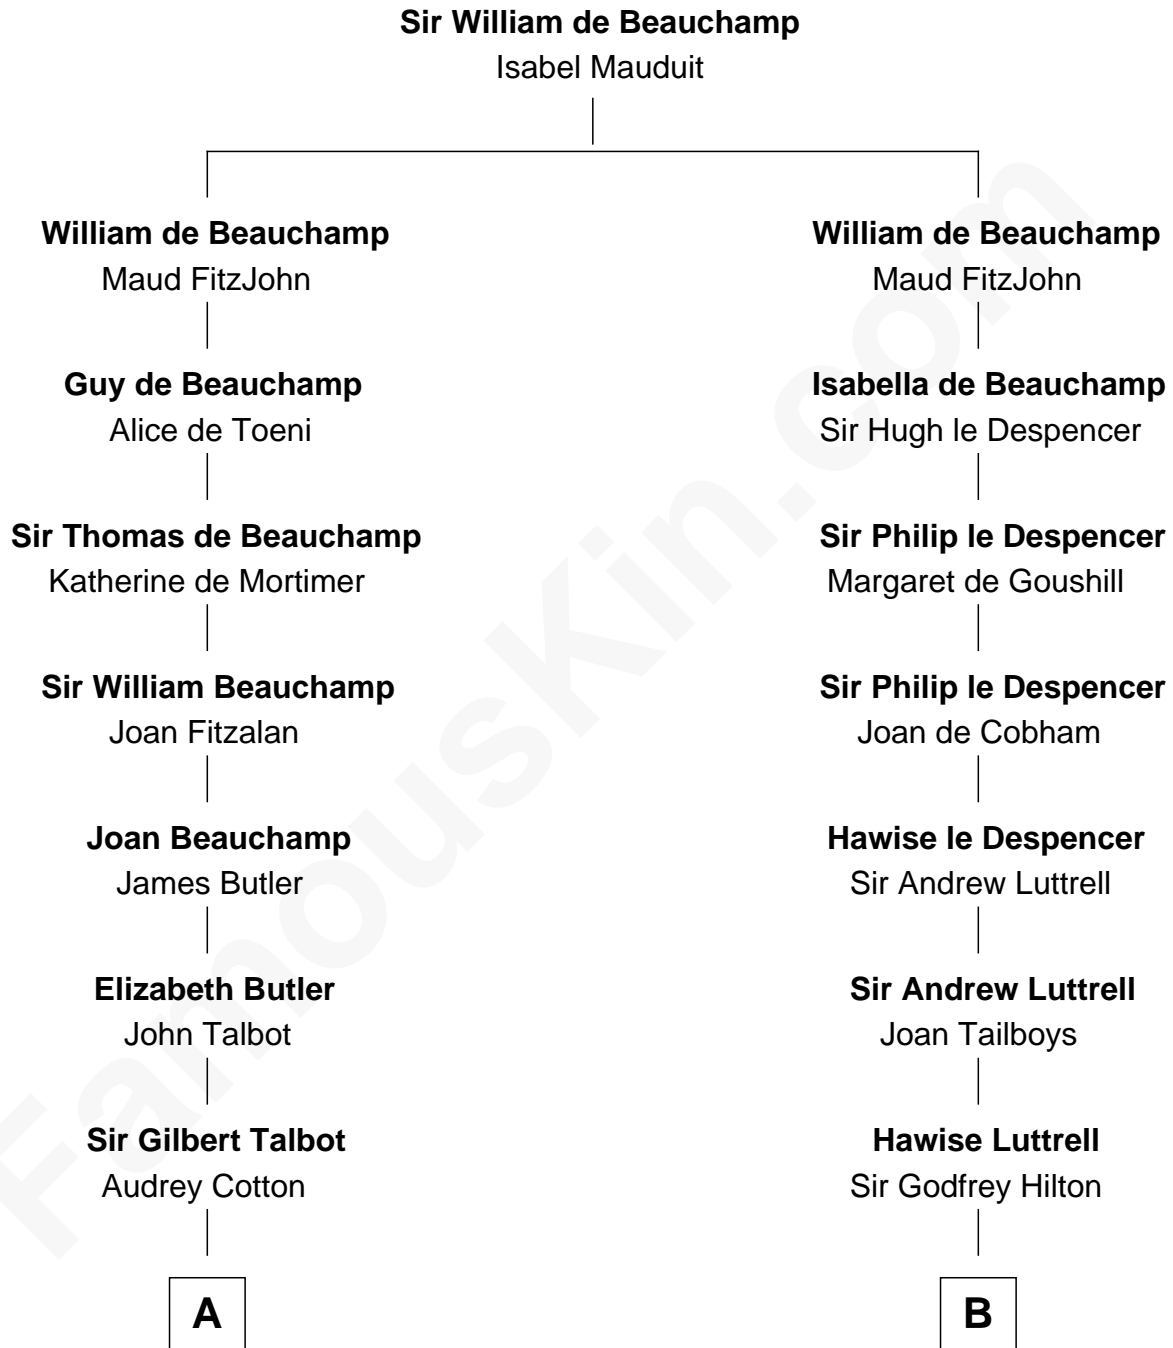 Sir William de Beauchamp
Isabel Mauduit
William de Beauchamp
Maud FitzJohn
William de Beauchamp
Maud FitzJohn
Guy de Beauchamp
Alice de Toeni
Isabella de Beauchamp
Sir Hugh le Despencer
Sir Thomas de Beauchamp
Katherine de Mortimer
Sir Philip le Despencer
Margaret de Goushill
Sir William Beauchamp
Joan Fitzalan
Sir Philip le Despencer
Joan de Cobham
Joan Beauchamp
James Butler
Hawise le Despencer
Sir Andrew Luttrell
Elizabeth Butler
John Talbot
Sir Andrew Luttrell
Joan Tailboys
Sir Gilbert Talbot
Audrey Cotton
Hawise Luttrell
Sir Godfrey Hilton
A
B
FamousKin.com